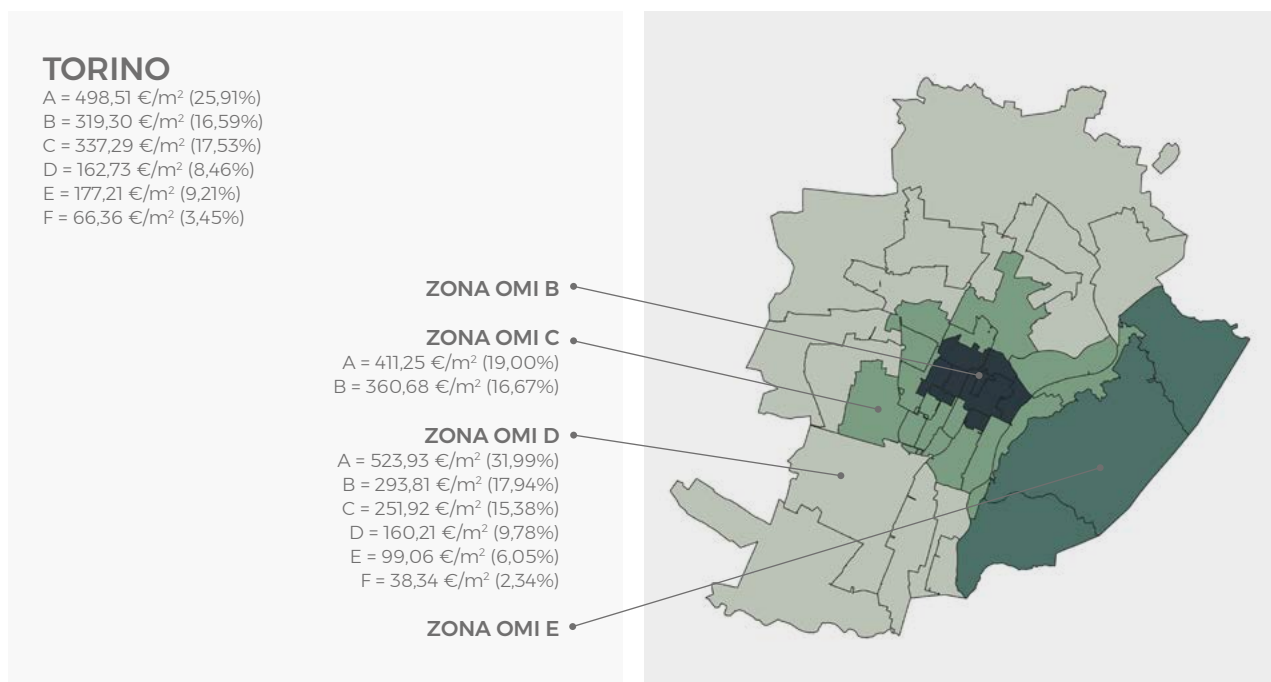 TORINO
A = 498,51 €/m² (25,91%)
B = 319,30 €/m² (16,59%)
C = 337,29 €/m² (17,53%)
D = 162,73 €/m² (8,46%)
E = 177,21 €/m² (9,21%)
F = 66,36 €/m² (3,45%)
ZONA OMI B
ZONA OMI C
A = 411,25 €/m² (19,00%)
B = 360,68 €/m² (16,67%)
ZONA OMI D
A = 523,93 €/m² (31,99%)
B = 293,81 €/m² (17,94%)
C = 251,92 €/m² (15,38%)
D = 160,21 €/m² (9,78%)
E = 99,06 €/m² (6,05%)
F = 38,34 €/m² (2,34%)
ZONA OMI E